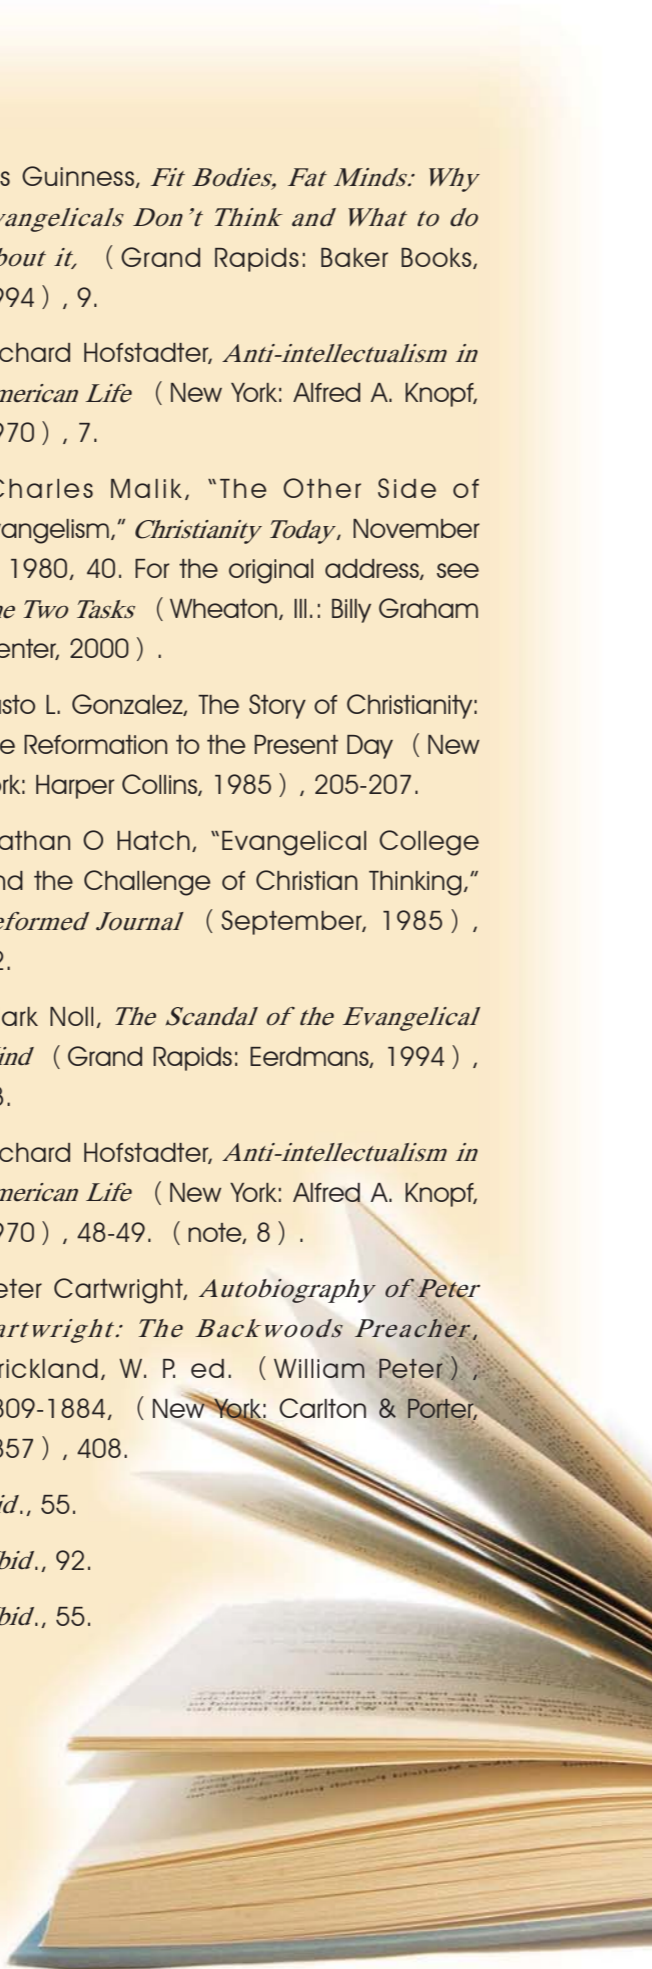 s Guinness, Fit Bodies, Fat Minds: Why
vangelicals Don't Think and What to do
bout it, （Grand Rapids: Baker Books,
994）, 9.
chard Hofstadter, Anti-intellectualism in
merican Life （New York: Alfred A. Knopf,
970）, 7.
Charles Malik, “The Other Side of
angelism,” Christianity Today, November
1980, 40. For the original address, see
e Two Tasks （Wheaton, Ill.: Billy Graham
enter, 2000）.
sto L. Gonzalez, The Story of Christianity:
e Reformation to the Present Day （New
rk: Harper Collins, 1985）, 205-207.
athan O Hatch, “Evangelical College
nd the Challenge of Christian Thinking,”
eformed Journal （September, 1985）,
2.
ark Noll, The Scandal of the Evangelical
ind （Grand Rapids: Eerdmans, 1994）,
3.
chard Hofstadter, Anti-intellectualism in
merican Life （New York: Alfred A. Knopf,
970）, 48-49.（note, 8）.
eter Cartwright, Autobiography of Peter
artwright: The Backwoods Preacher,
rickland, W. P. ed. （William Peter）,
809-1884, （New York: Carlton & Porter,
857）, 408.
id., 55.
bid., 92.
bid., 55.